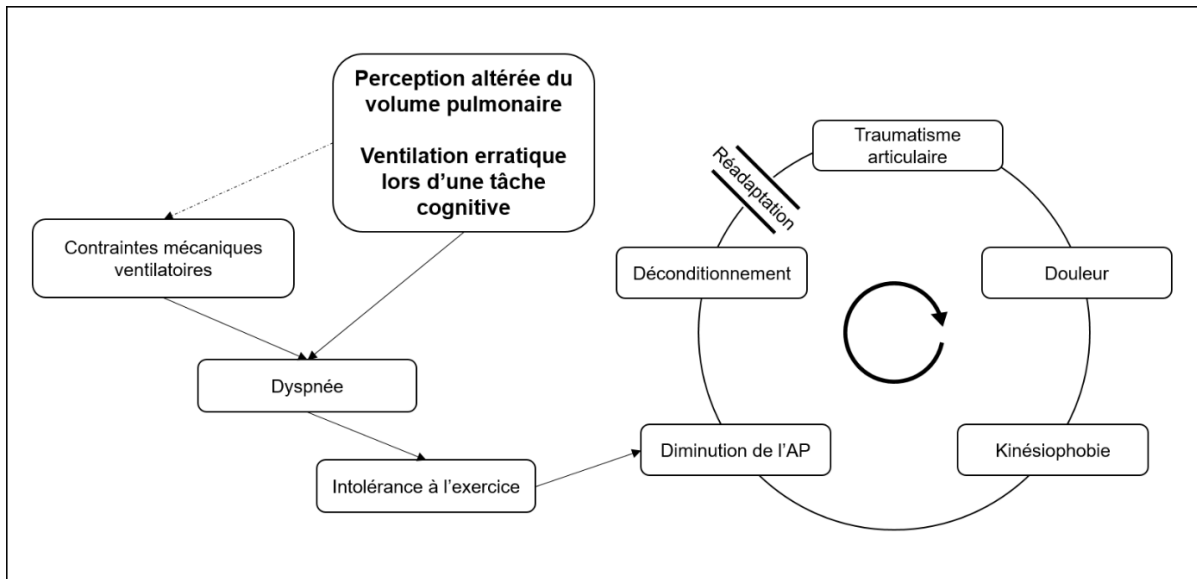 Perception altérée du
volume pulmonaire
Ventilation erratique
lors d’une tâche
cognitive
Contraintes mécaniques
ventilatoires
Dyspnée
Intolérance à l’exercice
Réadaptation
Traumatisme
articulaire
Déconditionnement
Douleur
Diminution de l’AP
Kinésiophobie